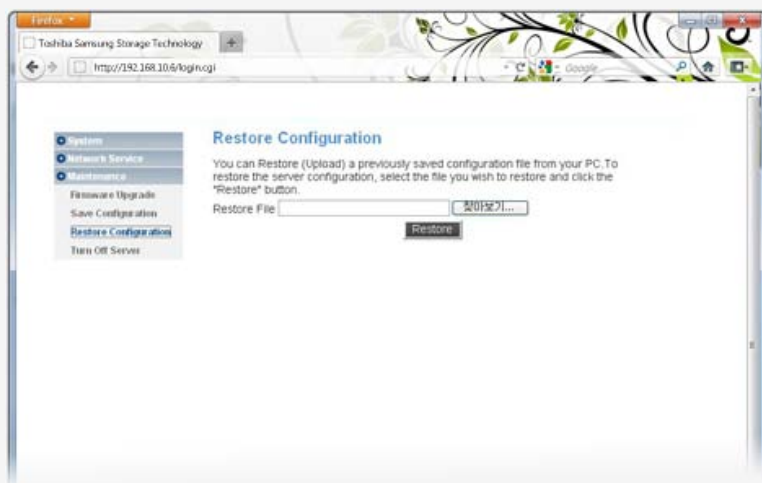 Firefox
Toshiba Samsung Storage Technology
http://192.168.10.6/login.cgi
Google
System
Network Service
Maintenance
Firmware Upgrade
Save Configuration
Restore Configuration
Turn Off Server
Restore Configuration
You can Restore (Upload) a previously saved configuration file from your PC.To
restore the server configuration, select the file you wish to restore and click the
"Restore" button.
Restore File
찾아보기...
Restore